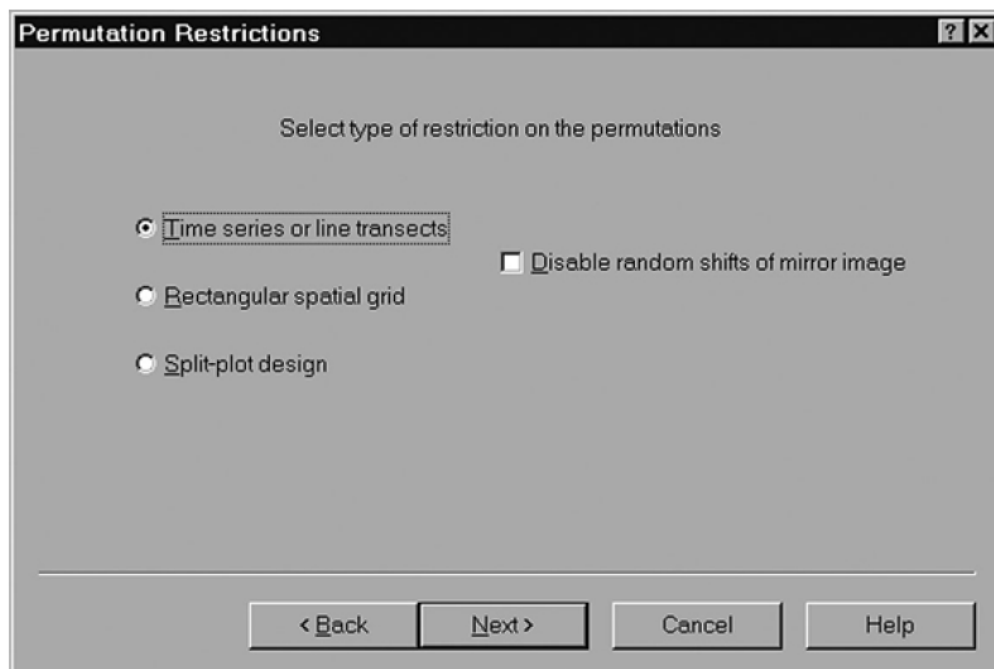 Permutation Restrictions
Select type of restriction on the permutations
Time series or line transects
Disable random shifts of mirror image
Rectangular spatial grid
Split-plot design
< Back
Next >
Cancel
Help